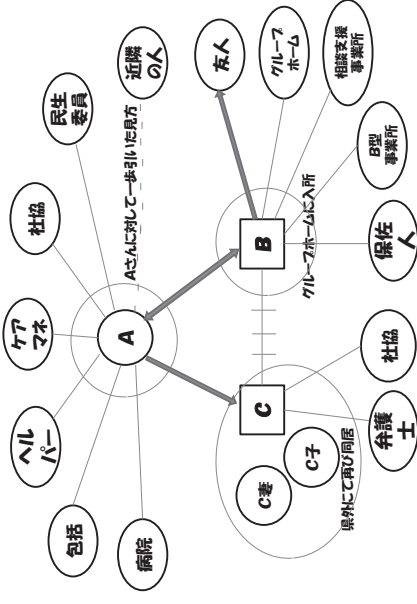 近隣
の人
民生
委員
社協
ケア
マネ
ヘル
パー
包括
病院
A
Aさんに対して一歩引いた見方
友人
グループ
ホーム
相談支援
事業所
B型
事業所
保佐
人
B
グループホームに入所
社協
弁護
士
C
C妻
C子
県外にて再び同居